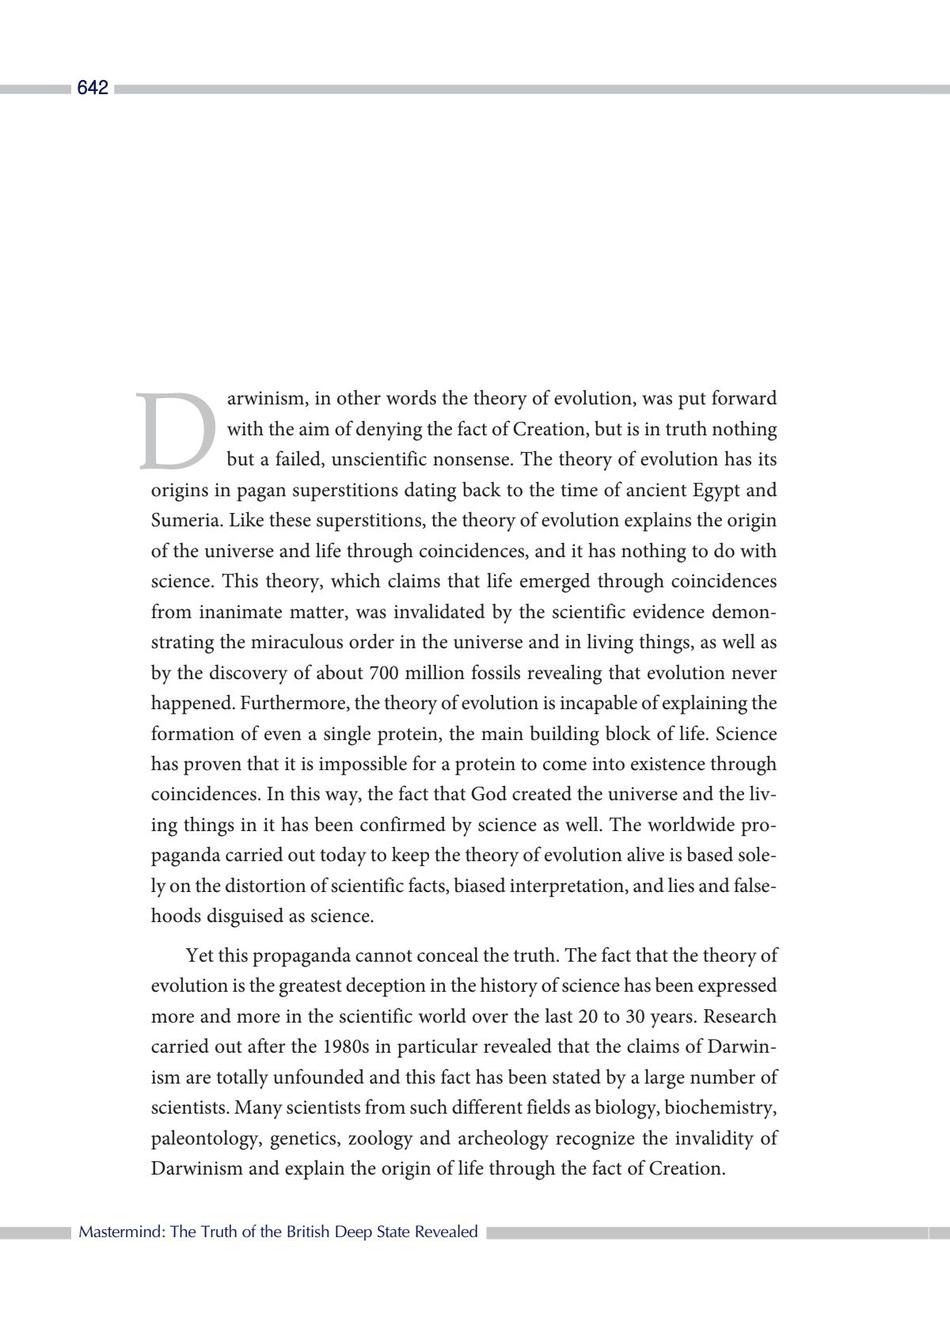 642
Darwinism, in other words the theory of evolution, was put forward
with the aim of denying the fact of Creation, but is in truth nothing
but a failed, unscientific nonsense. The theory of evolution has its
origins in pagan superstitions dating back to the time of ancient Egypt and
Sumeria. Like these superstitions, the theory of evolution explains the origin
of the universe and life through coincidences, and it has nothing to do with
science. This theory, which claims that life emerged through coincidences
from inanimate matter, was invalidated by the scientific evidence demon-
strating the miraculous order in the universe and in living things, as well as
by the discovery of about 700 million fossils revealing that evolution never
happened. Furthermore, the theory of evolution is incapable of explaining the
formation of even a single protein, the main building block of life. Science
has proven that it is impossible for a protein to come into existence through
coincidences. In this way, the fact that God created the universe and the liv-
ing things in it has been confirmed by science as well. The worldwide pro-
paganda carried out today to keep the theory of evolution alive is based sole-
ly on the distortion of scientific facts, biased interpretation, and lies and false-
hoods disguised as science.
Yet this propaganda cannot conceal the truth. The fact that the theory of
evolution is the greatest deception in the history of science has been expressed
more and more in the scientific world over the last 20 to 30 years. Research
carried out after the 1980s in particular revealed that the claims of Darwin-
ism are totally unfounded and this fact has been stated by a large number of
scientists. Many scientists from such different fields as biology, biochemistry,
paleontology, genetics, zoology and archeology recognize the invalidity of
Darwinism and explain the origin of life through the fact of Creation.
Mastermind: The Truth of the British Deep State Revealed